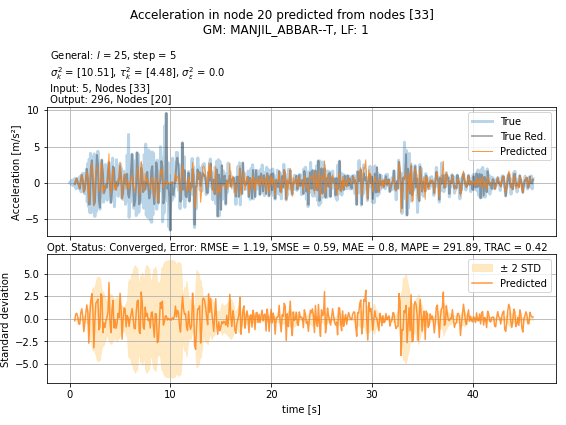 Acceleration in node 20 predicted from nodes [33]
GM: MANJIL_ABBAR--T, LF: 1
General: l = 25, step = 5
σ²ₖ = [10.51], τ²ₖ = [4.48], σ²ε = 0.0
Input: 5, Nodes [33]
Output: 296, Nodes [20]
10
5
0
−5
Acceleration [m/s²]
True
True Red.
Predicted
Opt. Status: Converged, Error: RMSE = 1.19, SMSE = 0.59, MAE = 0.8, MAPE = 291.89, TRAC = 0.42
5.0
2.5
0.0
−2.5
−5.0
Standard deviation
± 2 STD
Predicted
0 10 20 30 40
time [s]